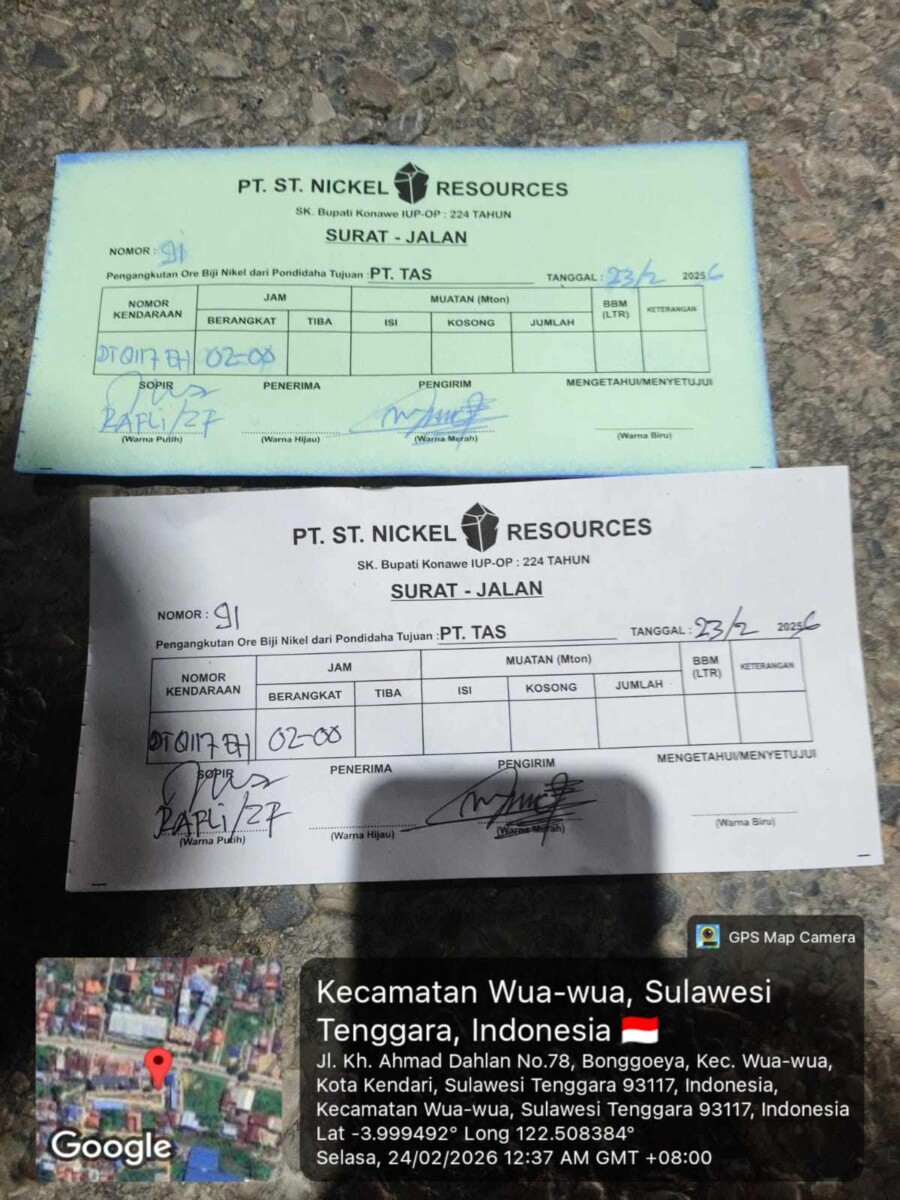 PT. ST. NICKEL RESOURCES
SK. Bupati Konawe IUP-OP : 224 TAHUN
SURAT - JALAN
NOMOR : 91
Pengangkutan Ore Biji Nikel dari Pondidaha Tujuan : PT. TAS TANGGAL : 23/2 2026
NOMOR KENDARAAN JAM MUATAN (Mton) BBM (LTR) KETERANGAN
BERANGKAT TIBA ISI KOSONG JUMLAH
DT 9117 EH 02-00
SOPIR PENERIMA PENGIRIM MENGETAHUI/MENYETUJUI
RAFLI/27
(Warna Putih) (Warna Hijau) (Warna Merah) (Warna Biru)
PT. ST. NICKEL RESOURCES
SK. Bupati Konawe IUP-OP : 224 TAHUN
SURAT - JALAN
NOMOR : 91
Pengangkutan Ore Biji Nikel dari Pondidaha Tujuan : PT. TAS TANGGAL : 23/2 2026
NOMOR KENDARAAN JAM MUATAN (Mton) BBM (LTR) KETERANGAN
BERANGKAT TIBA ISI KOSONG JUMLAH
DT 9117 EH 02-00
SOPIR PENERIMA PENGIRIM MENGETAHUI/MENYETUJUI
RAFLI/27
(Warna Putih) (Warna Hijau) (Warna Merah) (Warna Biru)
GPS Map Camera
Kecamatan Wua-wua, Sulawesi
Tenggara, Indonesia
Jl. Kh. Ahmad Dahlan No.78, Bonggoeya, Kec. Wua-wua,
Kota Kendari, Sulawesi Tenggara 93117, Indonesia,
Kecamatan Wua-wua, Sulawesi Tenggara 93117, Indonesia
Lat -3.999492° Long 122.508384°
Selasa, 24/02/2026 12:37 AM GMT +08:00
Google